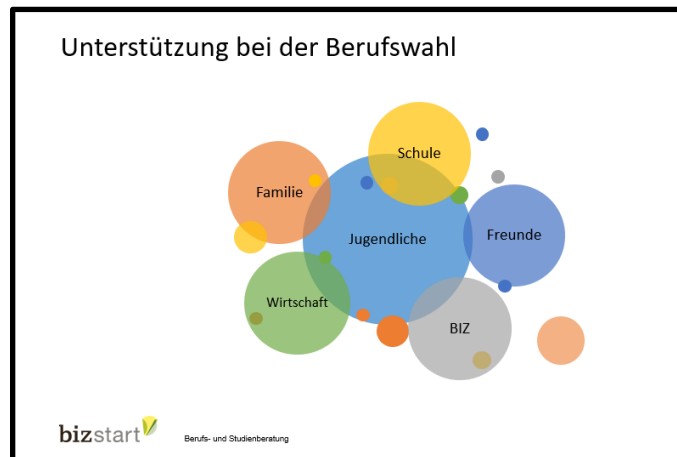 Unterstützung bei der Berufswahl
Schule
Familie
Jugendliche
Freunde
Wirtschaft
BIZ
bizstart
Berufs- und Studienberatung